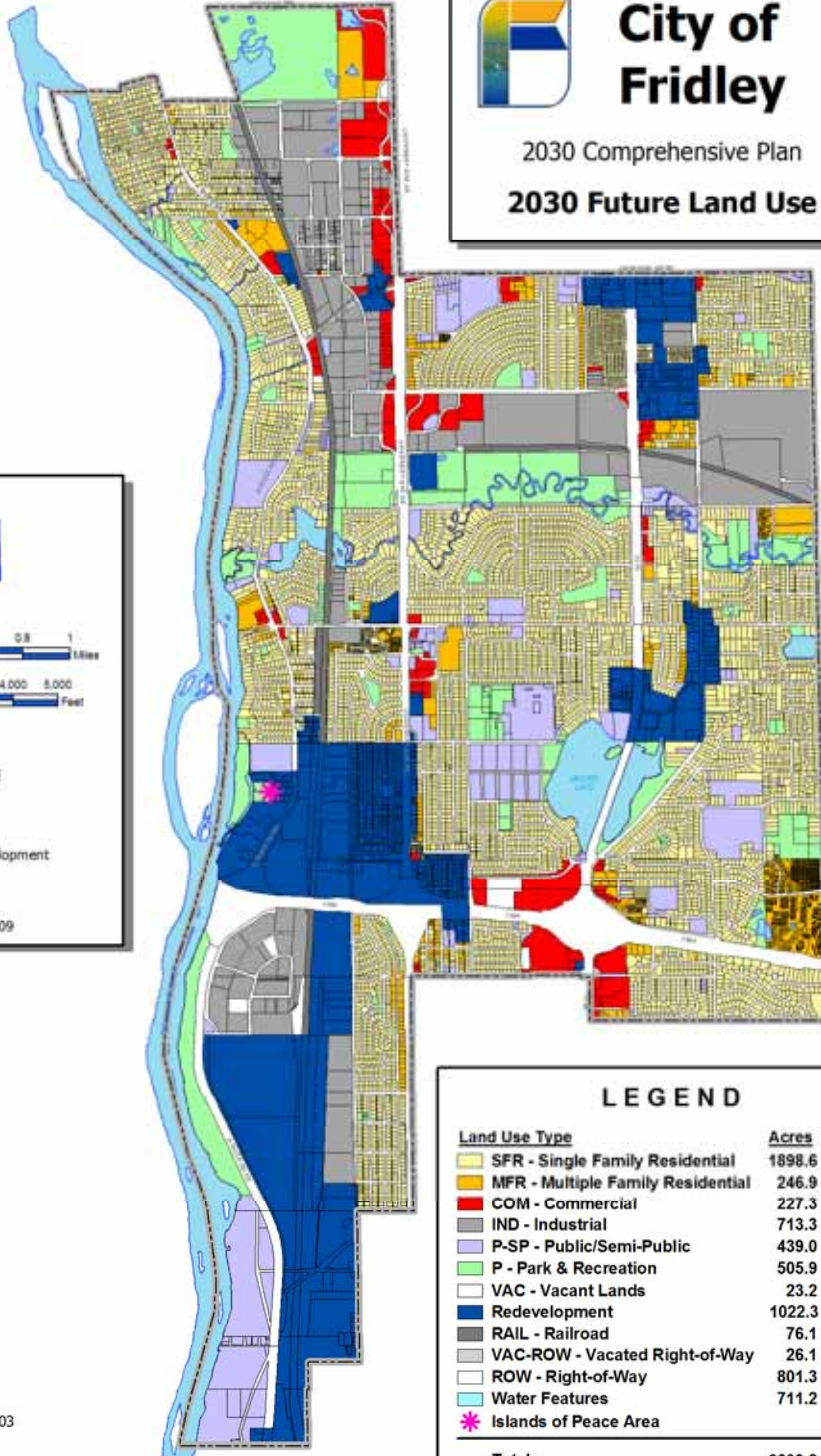 City of
Fridley
2030 Comprehensive Plan
2030 Future Land Use
0.8 1
Miles
4,000 5,000
Feet
lopment
09
03
LEGEND
Land Use Type Acres
SFR - Single Family Residential 1898.6
MFR - Multiple Family Residential 246.9
COM - Commercial 227.3
IND - Industrial 713.3
P-SP - Public/Semi-Public 439.0
P - Park & Recreation 505.9
VAC - Vacant Lands 23.2
Redevelopment 1022.3
RAIL - Railroad 76.1
VAC-ROW - Vacated Right-of-Way 26.1
ROW - Right-of-Way 801.3
Water Features 711.2
Islands of Peace Area